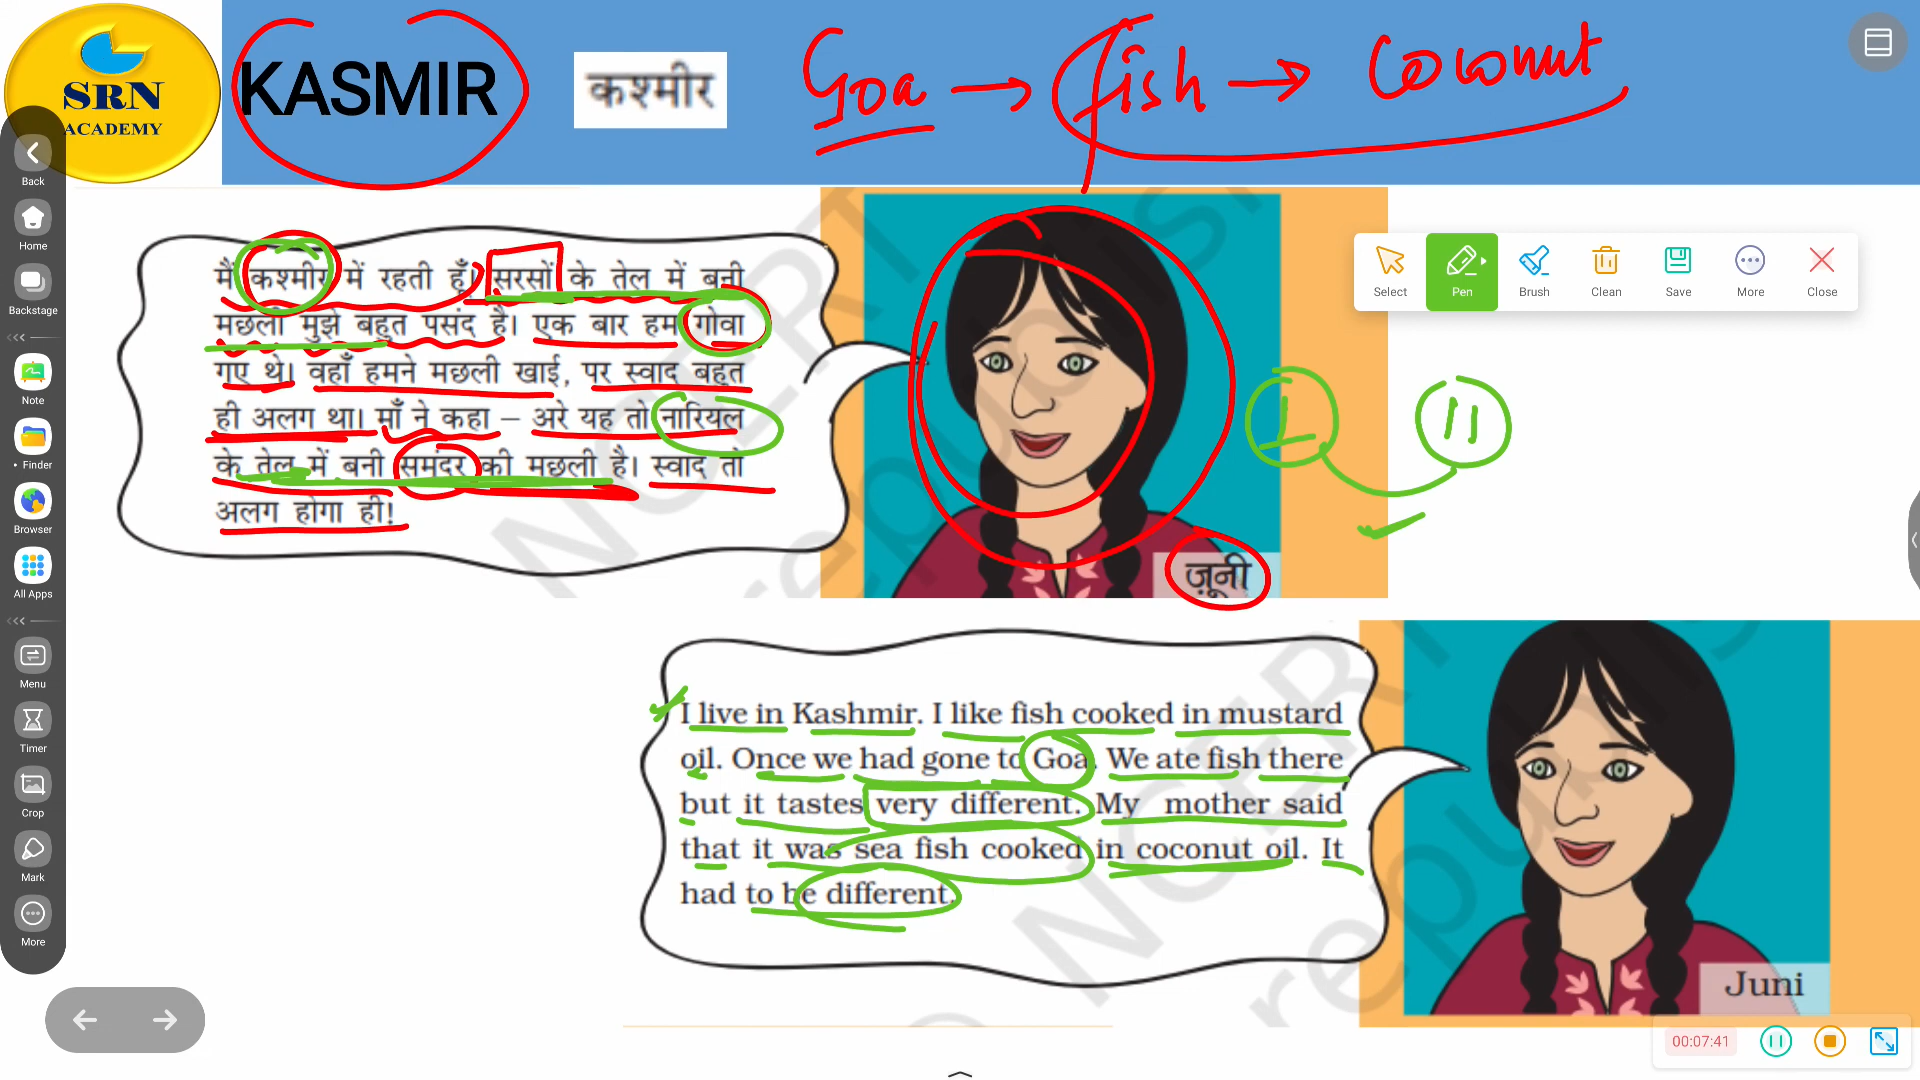 SRN
ACADEMY
KASMIR
कश्मीर
Goa → fish → Coconut
Back
Home
Backstage
Note
Finder
Browser
All Apps
Menu
Timer
Crop
Mark
More
मैं कश्मीर में रहती हूँ। सरसों के तेल में बनी
मछली मुझे बहुत पसंद है। एक बार हम गोवा
गए थे। वहाँ हमने मछली खाई, पर स्वाद बहुत
ही अलग था। माँ ने कहा – अरे यह तो नारियल
के तेल में बनी समंदर की मछली है। स्वाद तो
अलग होगा ही!
ज़ूनी
Select
Pen
Brush
Clean
Save
More
Close
I
11
I live in Kashmir. I like fish cooked in mustard
oil. Once we had gone to Goa. We ate fish there
but it tastes very different. My mother said
that it was sea fish cooked in coconut oil. It
had to be different.
Juni
NCERT
00:07:41